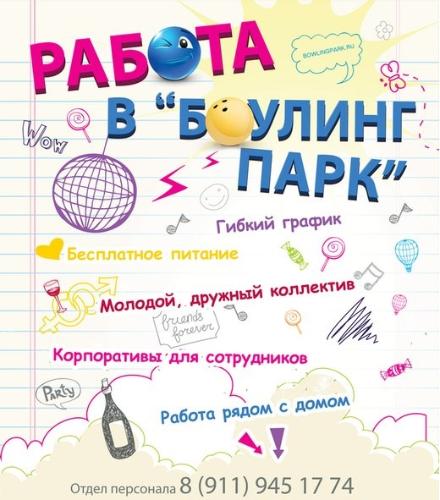 РАБОТА
BOWLINGPARK.RU
В "БОУЛИНГ
ПАРК"
Wow
Гибкий график
Бесплатное питание
Молодой, дружный коллектив
friends
forever
Корпоративы для сотрудников
Party
Работа рядом с домом
Отдел персонала 8 (911) 945 17 74